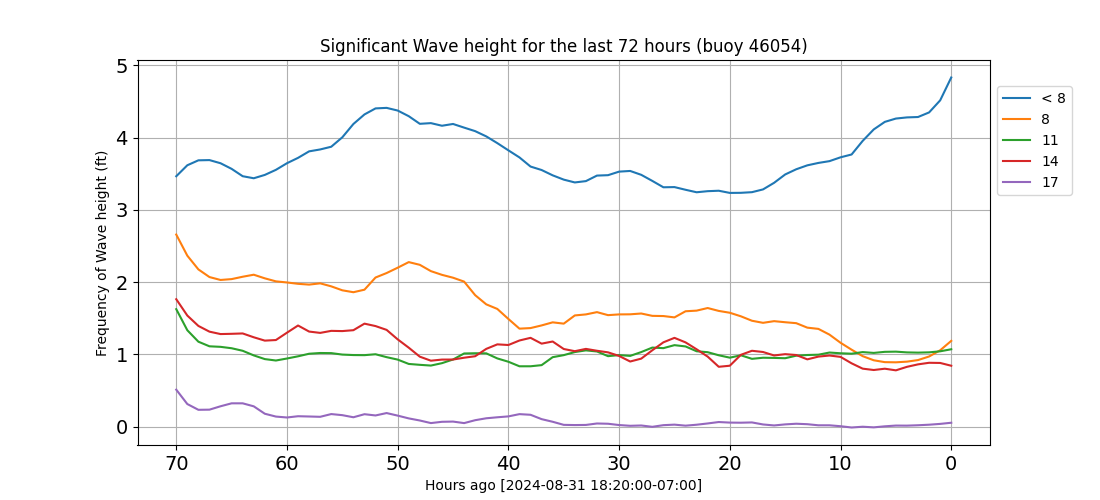 Significant Wave height for the last 72 hours (buoy 46054)
Frequency of Wave height (ft)
5
4
3
2
1
0
70 60 50 40 30 20 10 0
Hours ago [2024-08-31 18:20:00-07:00]
< 8
8
11
14
17